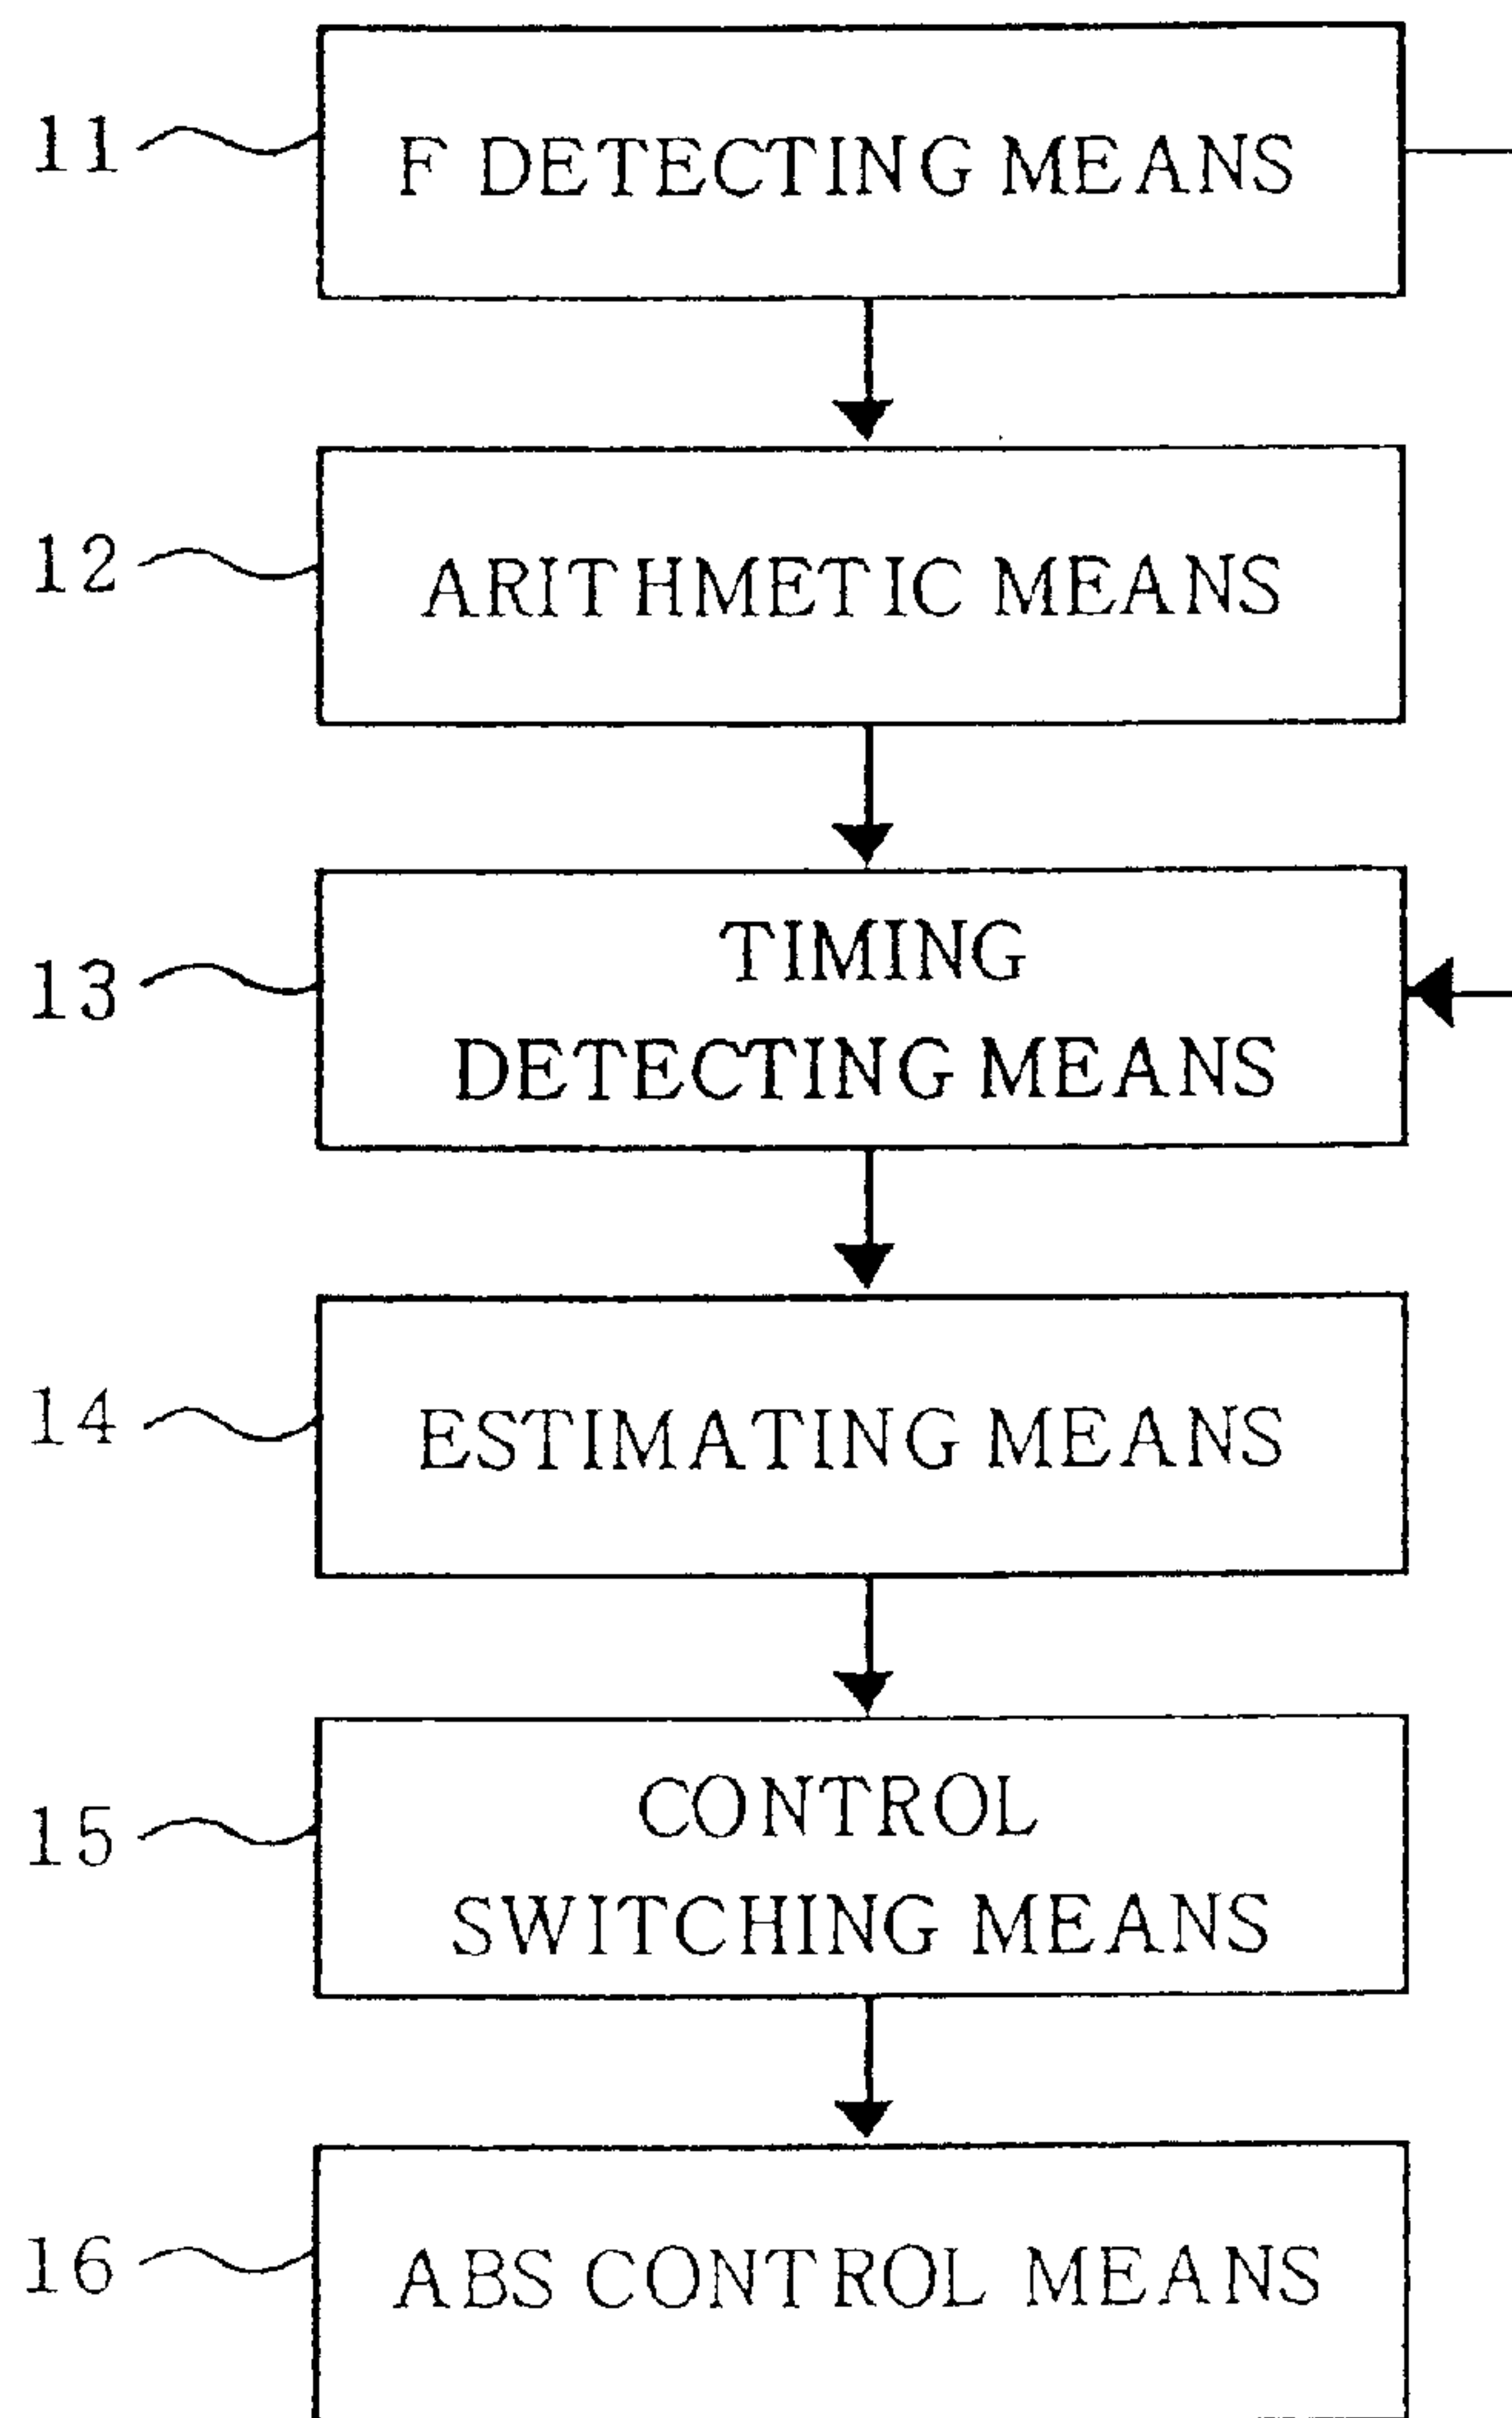 11
F DETECTING MEANS
12
ARITHMETIC MEANS
13
TIMING
DETECTING MEANS
14
ESTIMATING MEANS
15
CONTROL
SWITCHING MEANS
16
ABS CONTROL MEANS